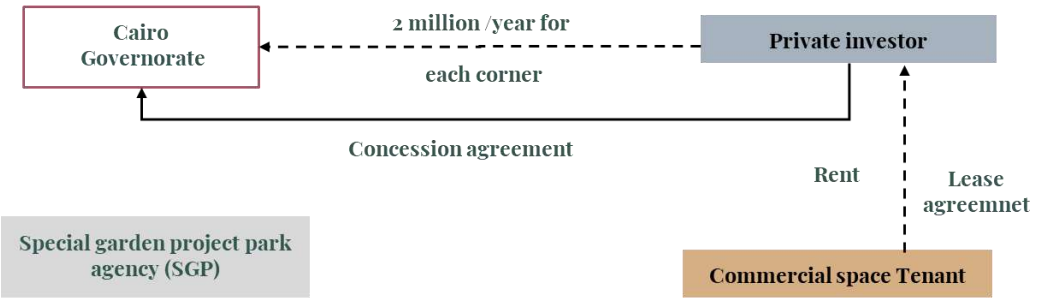 Cairo
Governorate
2 million /year for
each corner
Private investor
Concession agreement
Rent
Lease
agreemnet
Special garden project park
agency (SGP)
Commercial space Tenant